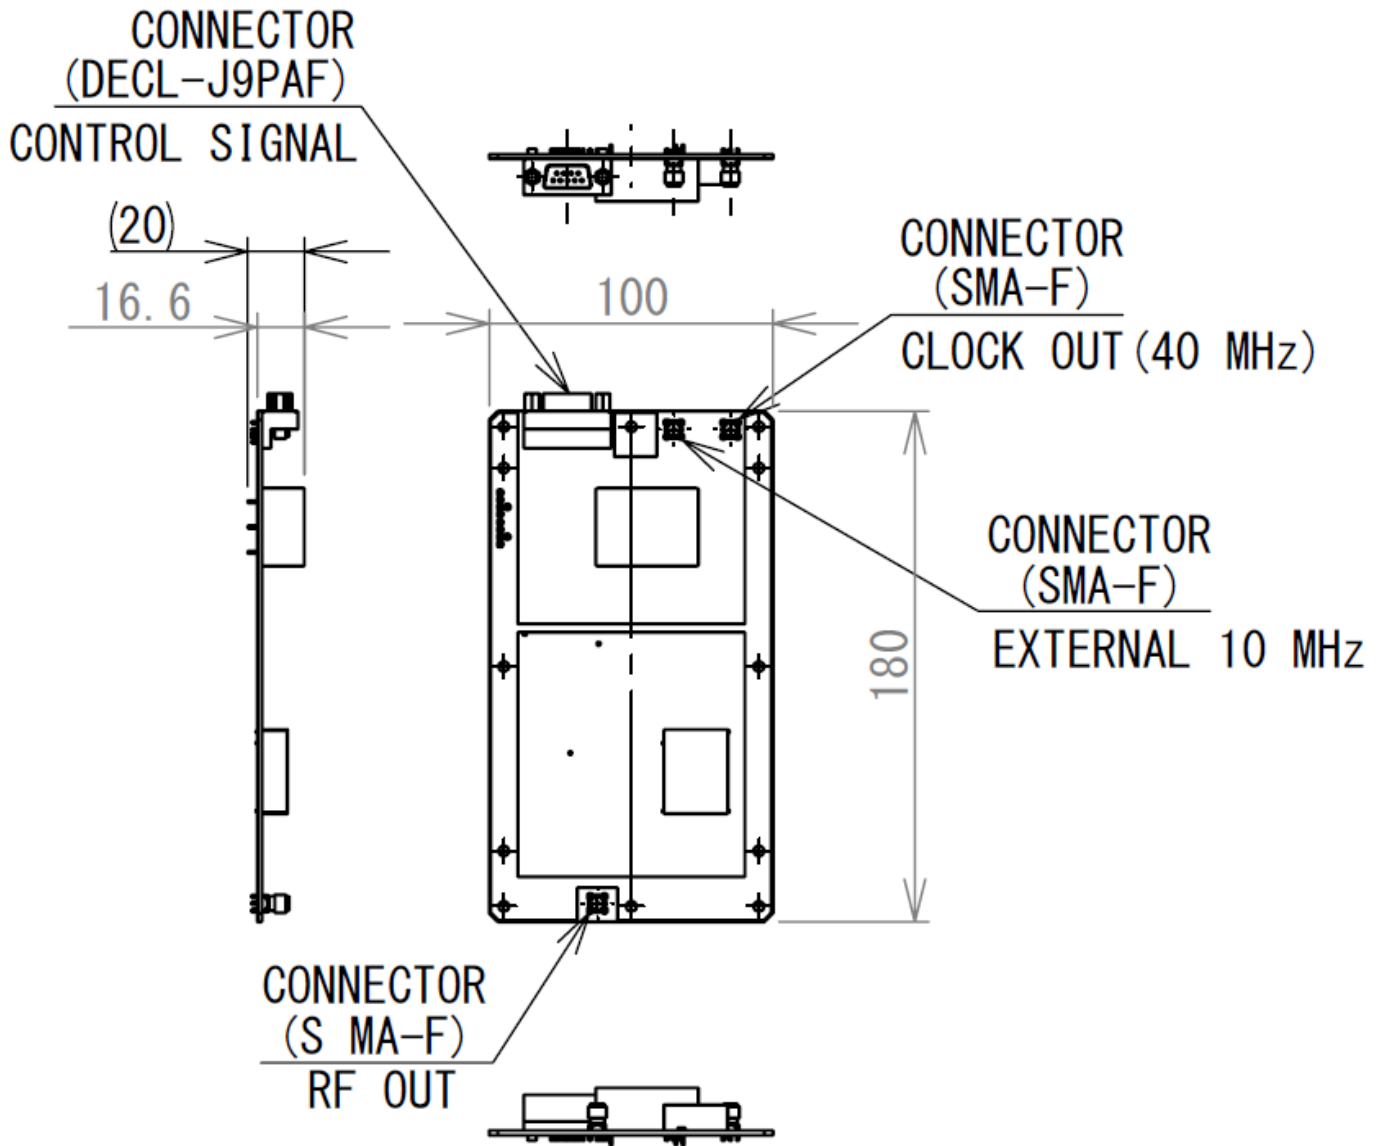 CONNECTOR
(DECL-J9PAF)
CONTROL SIGNAL
(20)
16.6
100
CONNECTOR
(SMA-F)
CLOCK OUT(40 MHz)
CONNECTOR
(SMA-F)
EXTERNAL 10 MHz
180
CONNECTOR
(S MA-F)
RF OUT